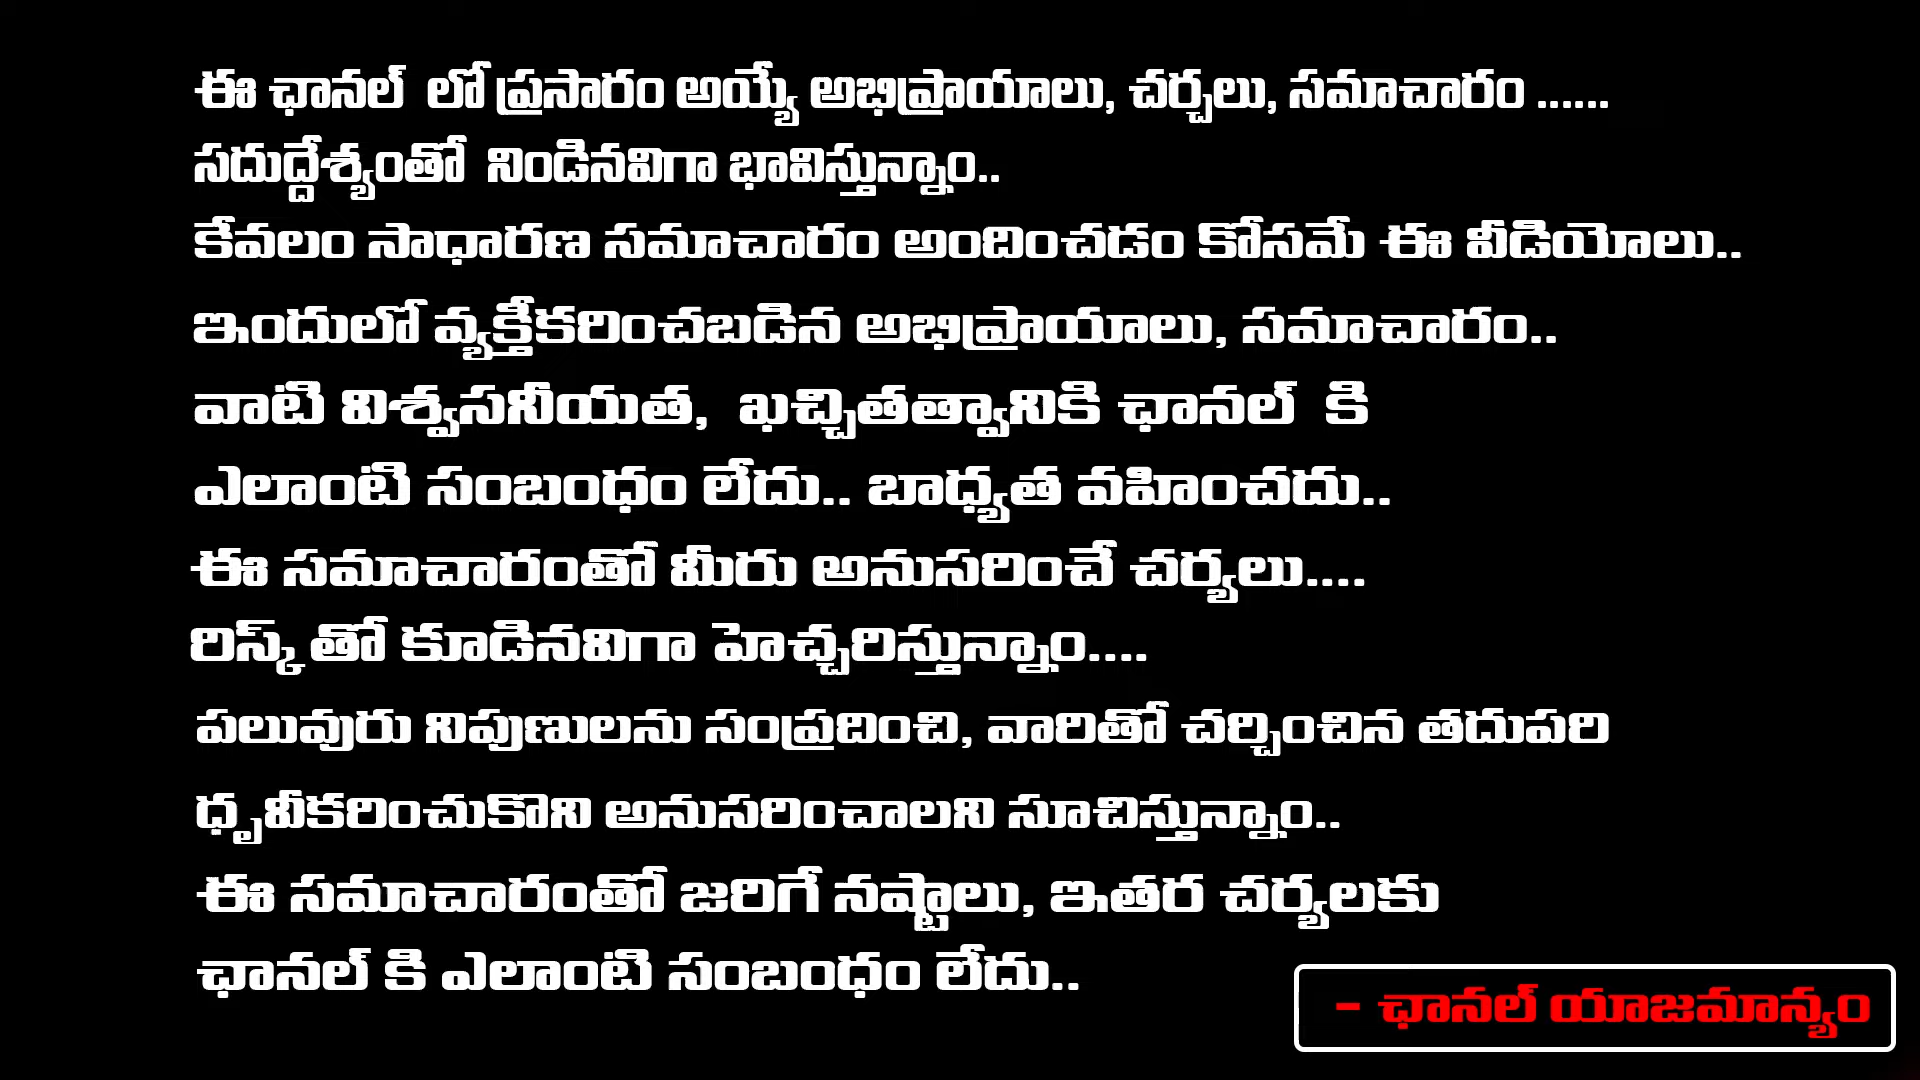 ఈ ఛానల్ లో ప్రసారం అయ్యే అభిప్రాయాలు, చర్చలు, సమాచారం ......
సదుద్దేశ్యంతో నిండినవిగా భావిస్తున్నాం..
కేవలం సాధారణ సమాచారం అందించడం కోసమే ఈ వీడియోలు..
ఇందులో వ్యక్తీకరించబడిన అభిప్రాయాలు, సమాచారం..
వాటి విశ్వసనీయత, ఖచ్చితత్వానికి ఛానల్ కి
ఎలాంటి సంబంధం లేదు.. బాధ్యత వహించదు..
ఈ సమాచారంతో మీరు అనుసరించే చర్యలు....
రిస్క్ తో కూడినవిగా హెచ్చరిస్తున్నాం....
పలువురు నిపుణులను సంప్రదించి, వారితో చర్చించిన తదుపరి
ధృవీకరించుకొని అనుసరించాలని సూచిస్తున్నాం..
ఈ సమాచారంతో జరిగే నష్టాలు, ఇతర చర్యలకు
ఛానల్ కి ఎలాంటి సంబంధం లేదు..
- ఛానల్ యాజమాన్యం